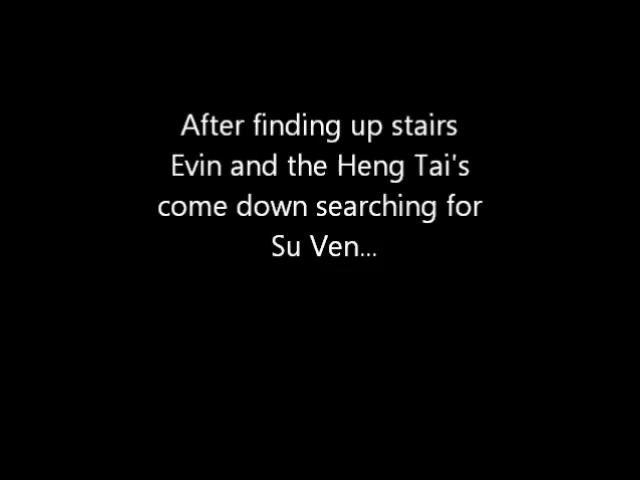 After finding up stairs
Evin and the Heng Tai's
come down searching for
Su Ven...